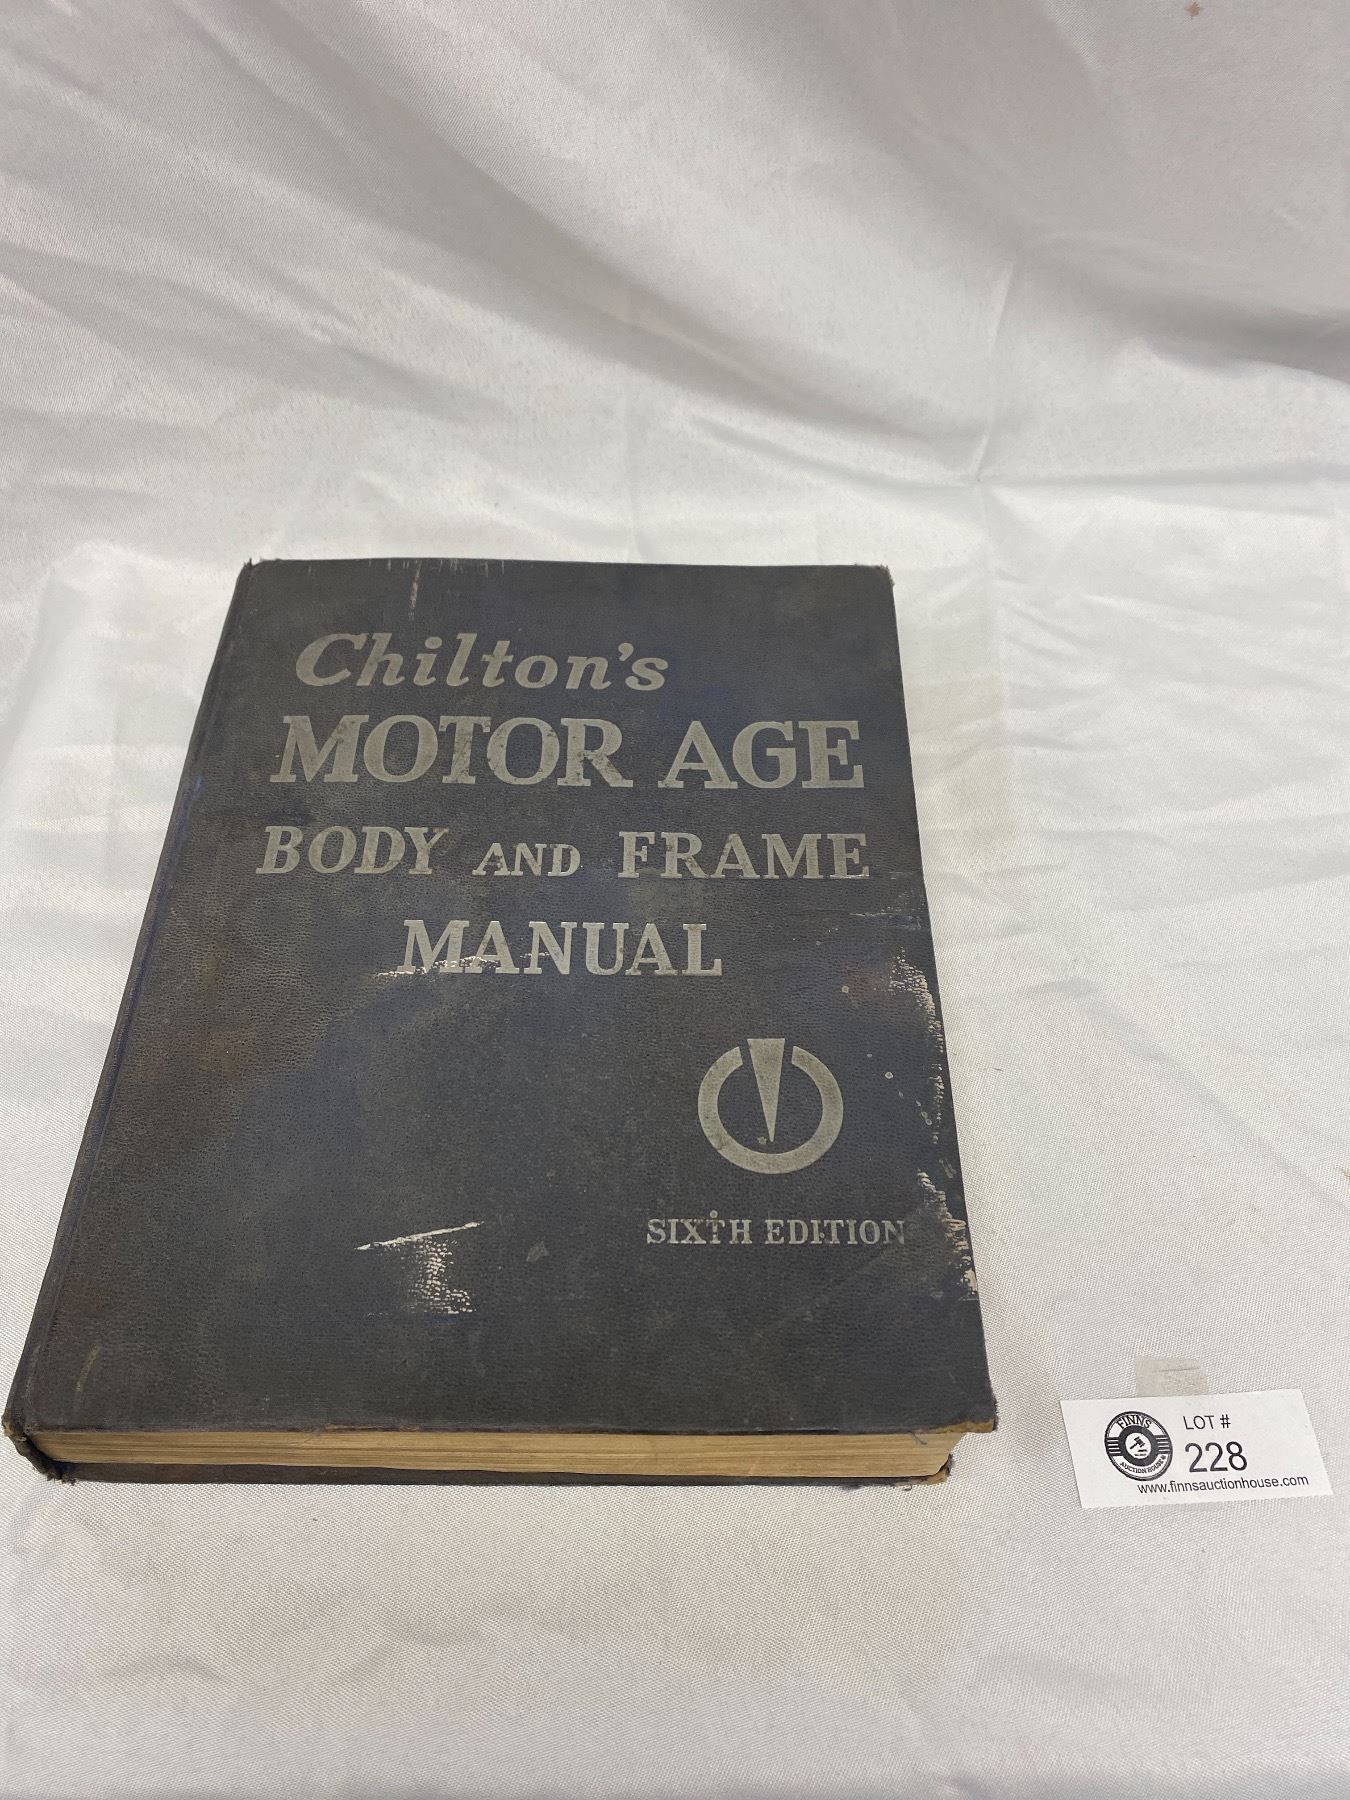 Chilton's
MOTOR AGE
BODY AND FRAME
MANUAL
SIXTH EDITION
FINNS
AUCTION HOUSE
LOT #
228
www.finnsauctionhouse.com